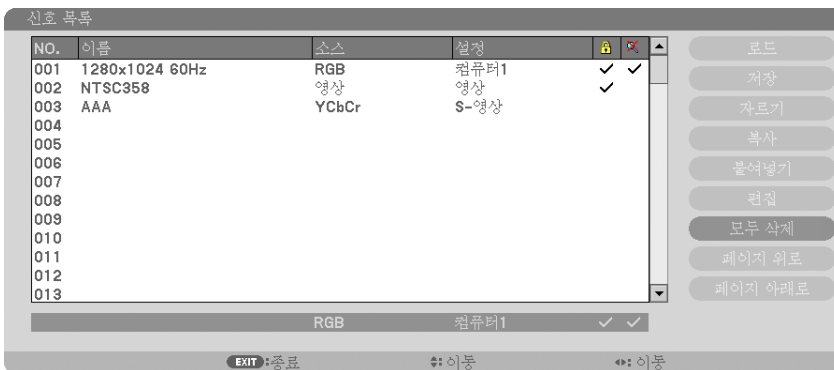 신호 목록
NO. 이름 소스 설정
001 1280x1024 60Hz RGB 컴퓨터1
002 NTSC358 영상 영상
003 AAA YCbCr S-영상
004
005
006
007
008
009
010
011
012
013
RGB 컴퓨터1
로드
저장
자르기
복사
붙여넣기
편집
모두 삭제
페이지 위로
페이지 아래로
EXIT:종료 :이동 :이동